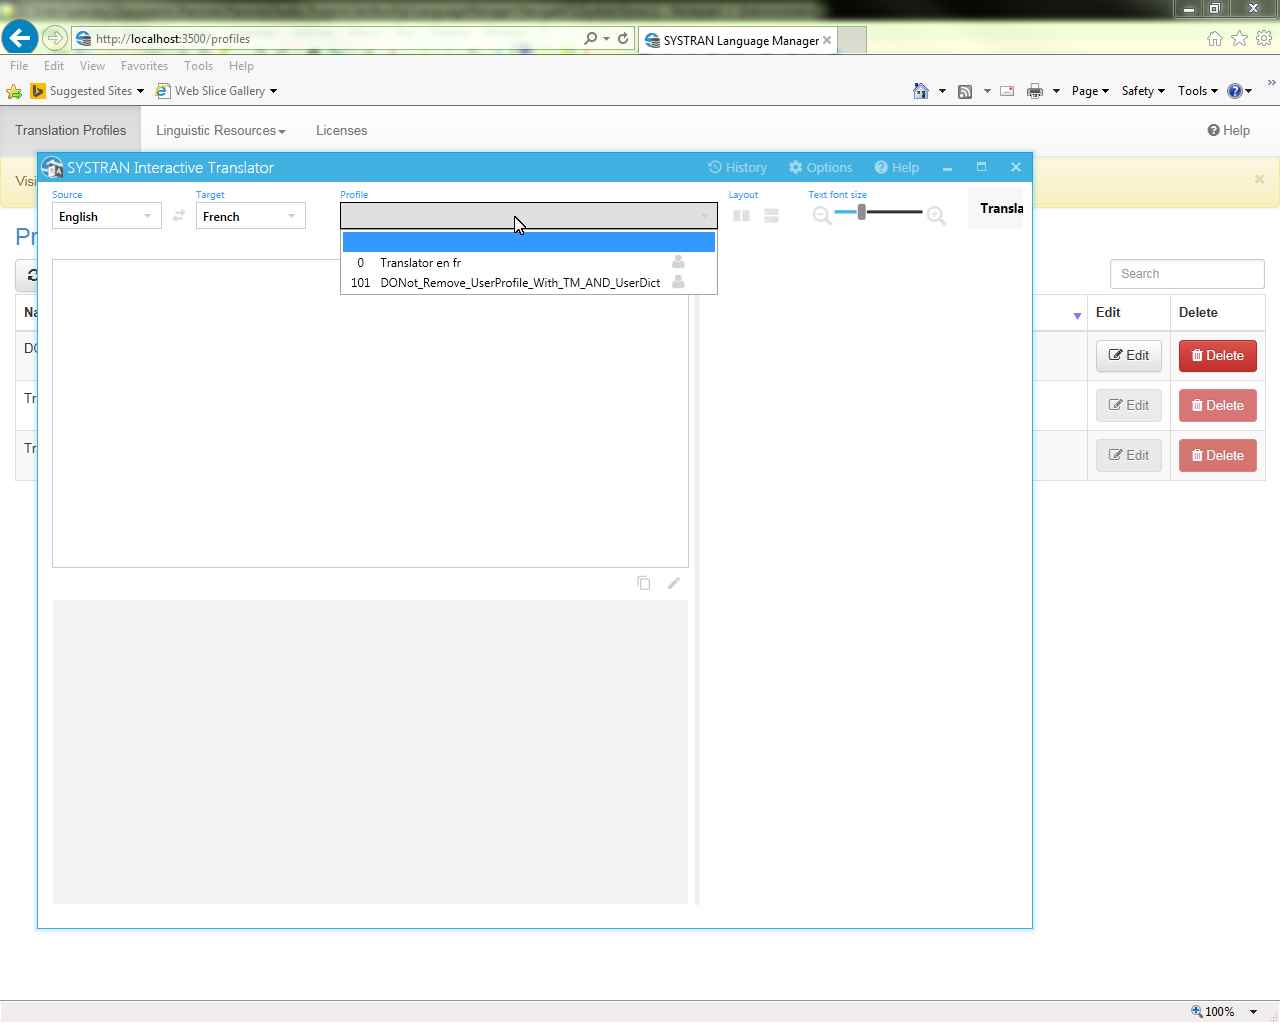 http://localhost:3500/profiles
SYSTRAN Language Manager
File Edit View Favorites Tools Help
Suggested Sites Web Slice Gallery
Page Safety Tools
Translation Profiles Linguistic Resources Licenses Help
SYSTRAN Interactive Translator
History Options Help
Visi
Source Target Profile Layout Text font size
English French Transla
Pr
0 Translator en fr
101 DONot_Remove_UserProfile_With_TM_AND_UserDict
Search
Na Edit Delete
DO Edit Delete
Tr Edit Delete
Tr Edit Delete
100%